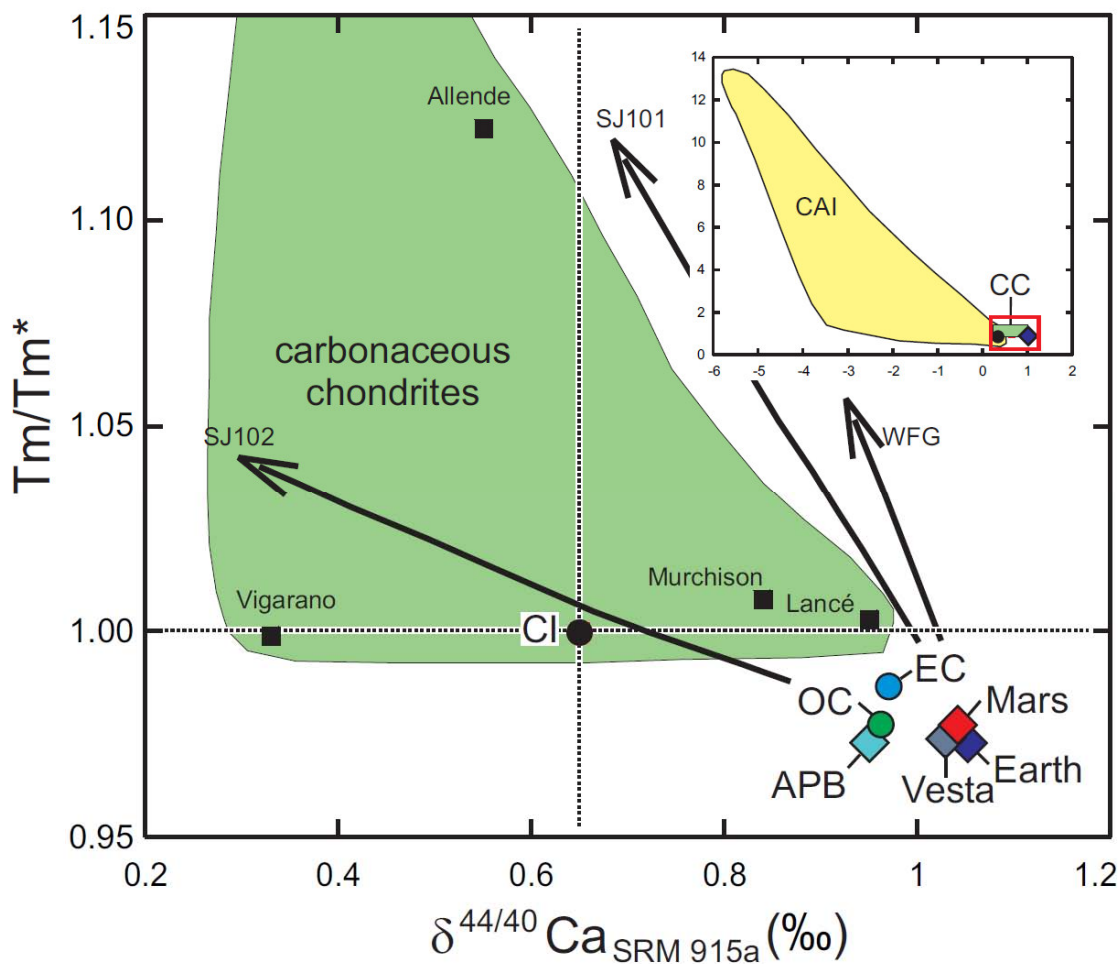 1.15
1.10
1.05
1.00
0.95
Tm/Tm*
0.2
0.4
0.6
0.8
1
1.2
δ44/40 CaSRM 915a (‰)
Allende
SJ101
carbonaceous
chondrites
SJ102
WFG
Vigarano
CI
Murchison
Lancé
EC
OC
Mars
APB
Vesta
Earth
14
12
10
8
6
4
2
0
-6
-5
-4
-3
-2
-1
0
1
2
CAI
CC